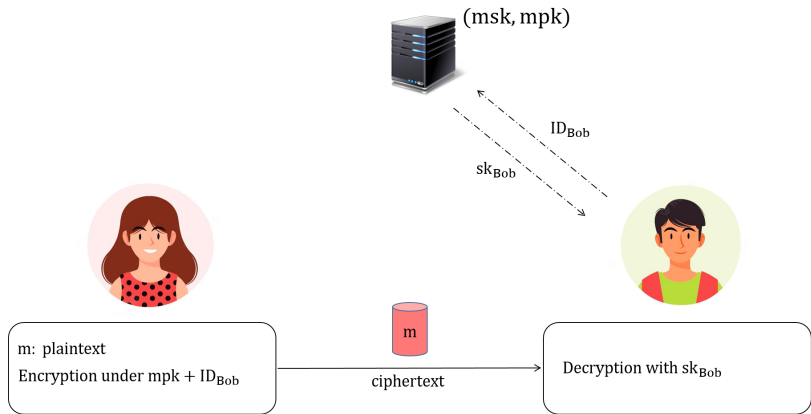 (msk, mpk)
ID_Bob
sk_Bob
m
m: plaintext
Encryption under mpk + ID_Bob
ciphertext
Decryption with sk_Bob